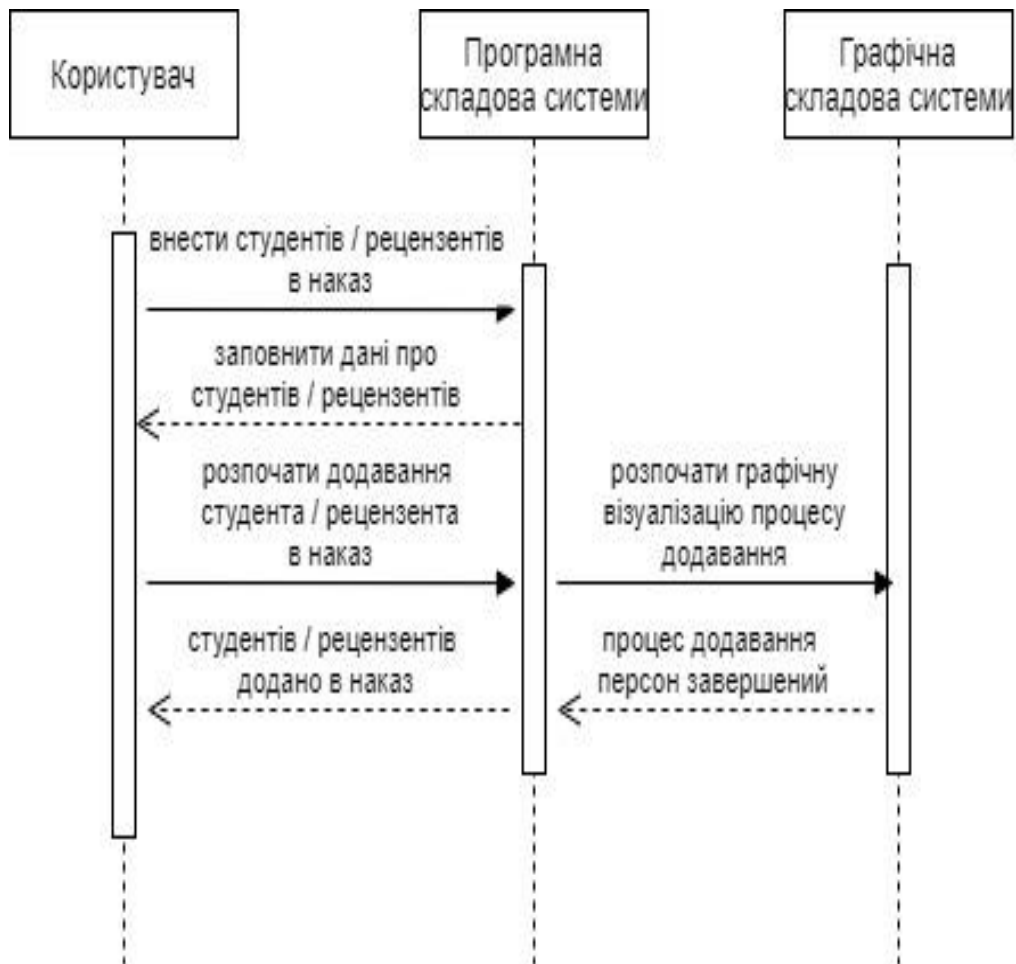 Користувач
Програмна
складова системи
Графічна
складова системи
внести студентів / рецензентів
в наказ
заповнити дані про
студентів / рецензентів
розпочати додавання
студента / рецензента
в наказ
розпочати графічну
візуалізацію процесу
додавання
студентів / рецензентів
додано в наказ
процес додавання
персон завершений